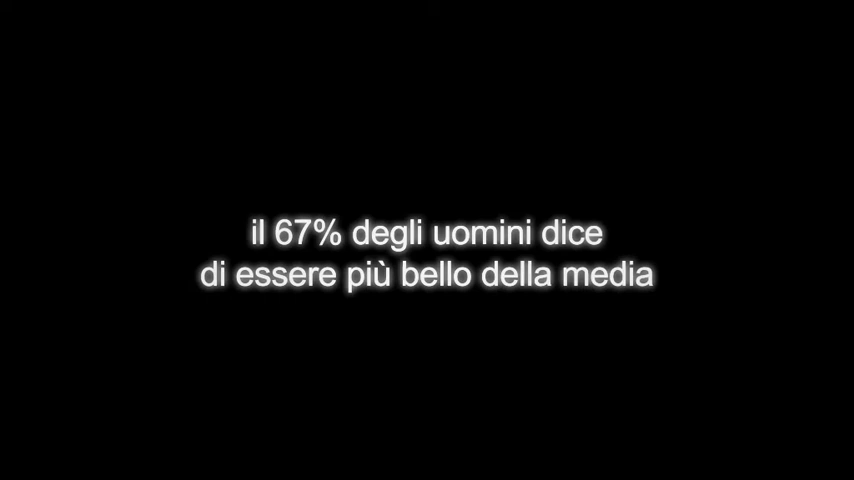 il 67% degli uomini dice
di essere più bello della media